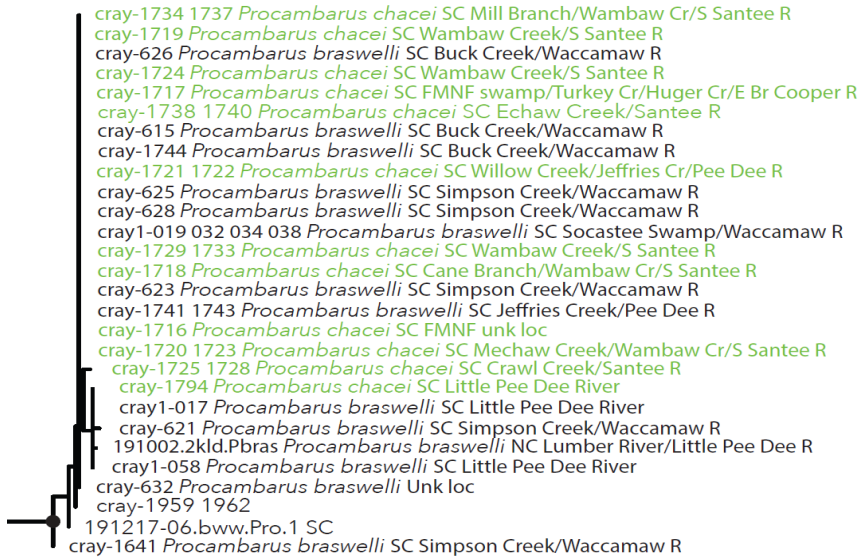 cray-1734 1737 Procambarus chacei SC Mill Branch/Wambaw Cr/S Santee R
cray-1719 Procambarus chacei SC Wambaw Creek/S Santee R
cray-626 Procambarus braswelli SC Buck Creek/Waccamaw R
cray-1724 Procambarus chacei SC Wambaw Creek/S Santee R
cray-1717 Procambarus chacei SC FMNF swamp/Turkey Cr/Huger Cr/E Br Cooper R
cray-1738 1740 Procambarus chacei SC Echaw Creek/Santee R
cray-615 Procambarus braswelli SC Buck Creek/Waccamaw R
cray-1744 Procambarus braswelli SC Buck Creek/Waccamaw R
cray-1721 1722 Procambarus chacei SC Willow Creek/Jeffries Cr/Pee Dee R
cray-625 Procambarus braswelli SC Simpson Creek/Waccamaw R
cray-628 Procambarus braswelli SC Simpson Creek/Waccamaw R
cray1-019 032 034 038 Procambarus braswelli SC Socastee Swamp/Waccamaw R
cray-1729 1733 Procambarus chacei SC Wambaw Creek/S Santee R
cray-1718 Procambarus chacei SC Cane Branch/Wambaw Cr/S Santee R
cray-623 Procambarus braswelli SC Simpson Creek/Waccamaw R
cray-1741 1743 Procambarus braswelli SC Jeffries Creek/Pee Dee R
cray-1716 Procambarus chacei SC FMNF unk loc
cray-1720 1723 Procambarus chacei SC Mechaw Creek/Wambaw Cr/S Santee R
cray-1725 1728 Procambarus chacei SC Crawl Creek/Santee R
cray-1794 Procambarus chacei SC Little Pee Dee River
cray1-017 Procambarus braswelli SC Little Pee Dee River
cray-621 Procambarus braswelli SC Simpson Creek/Waccamaw R
191002.2kld.Pbras Procambarus braswelli NC Lumber River/Little Pee Dee R
cray1-058 Procambarus braswelli SC Little Pee Dee River
cray-632 Procambarus braswelli Unk loc
cray-1959 1962
191217-06.bww.Pro.1 SC
cray-1641 Procambarus braswelli SC Simpson Creek/Waccamaw R